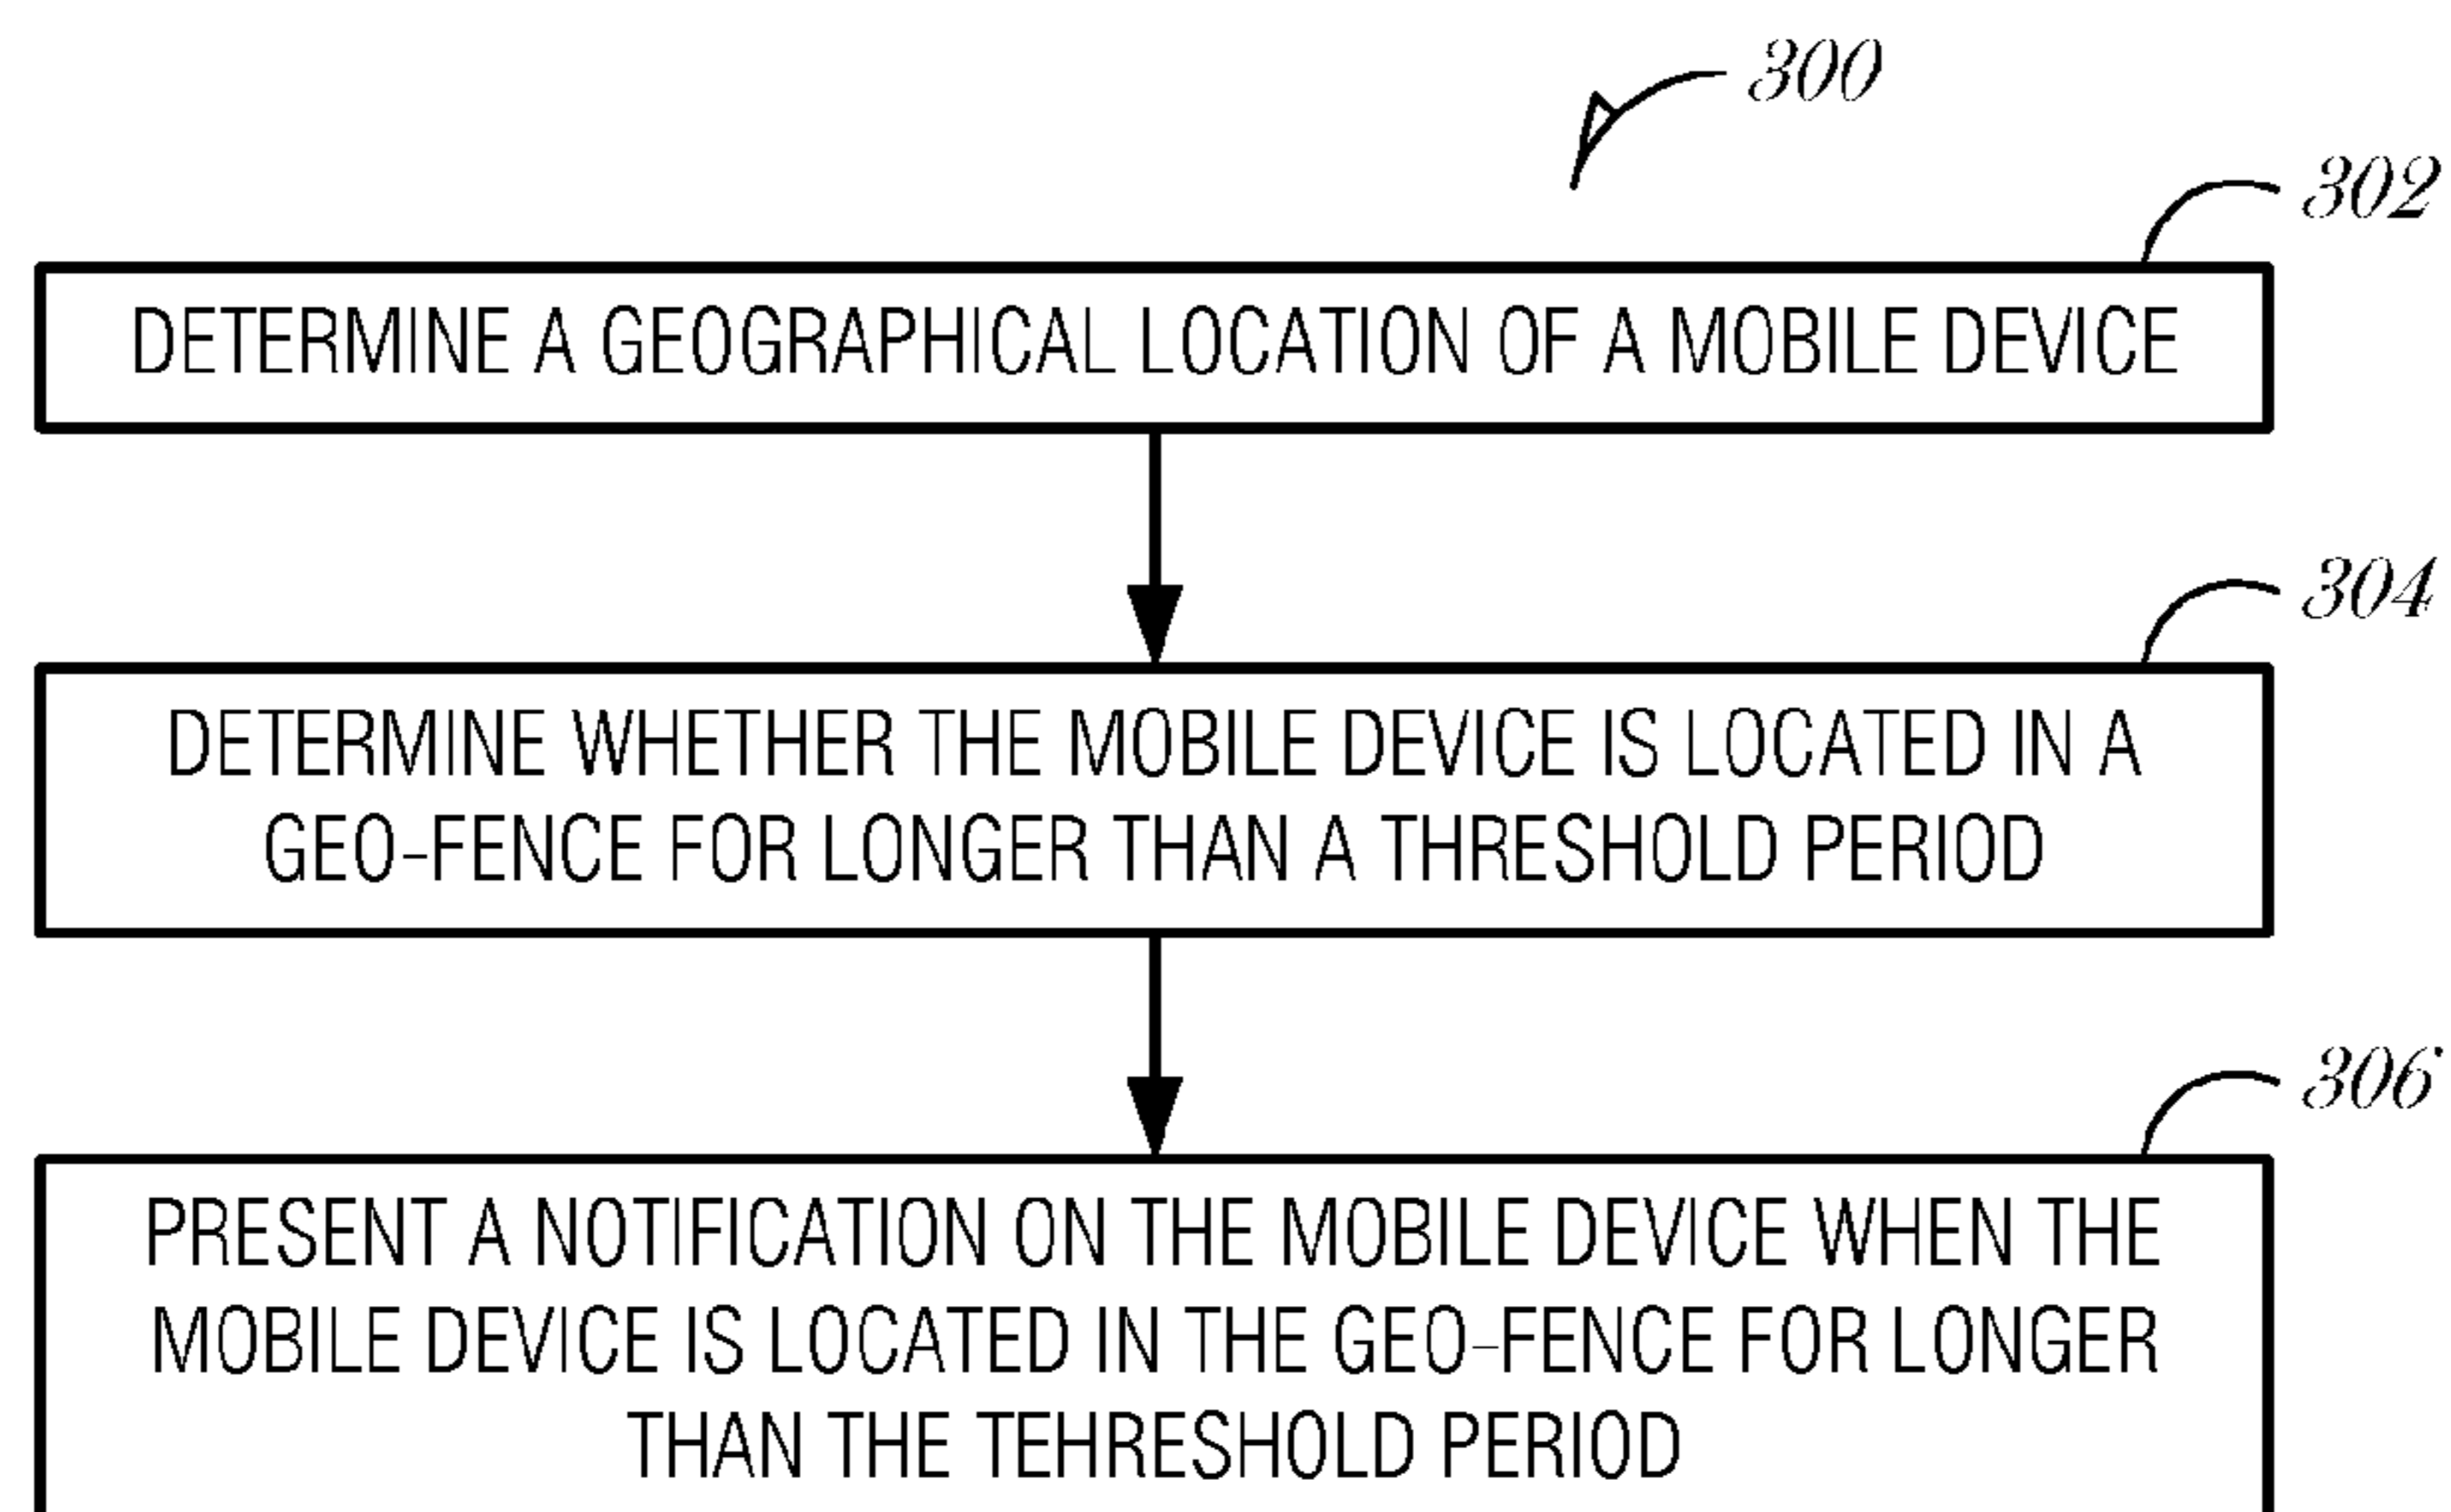 300
302
DETERMINE A GEOGRAPHICAL LOCATION OF A MOBILE DEVICE
304
DETERMINE WHETHER THE MOBILE DEVICE IS LOCATED IN A
GEO-FENCE FOR LONGER THAN A THRESHOLD PERIOD
306
PRESENT A NOTIFICATION ON THE MOBILE DEVICE WHEN THE
MOBILE DEVICE IS LOCATED IN THE GEO-FENCE FOR LONGER
THAN THE TEHRESHOLD PERIOD